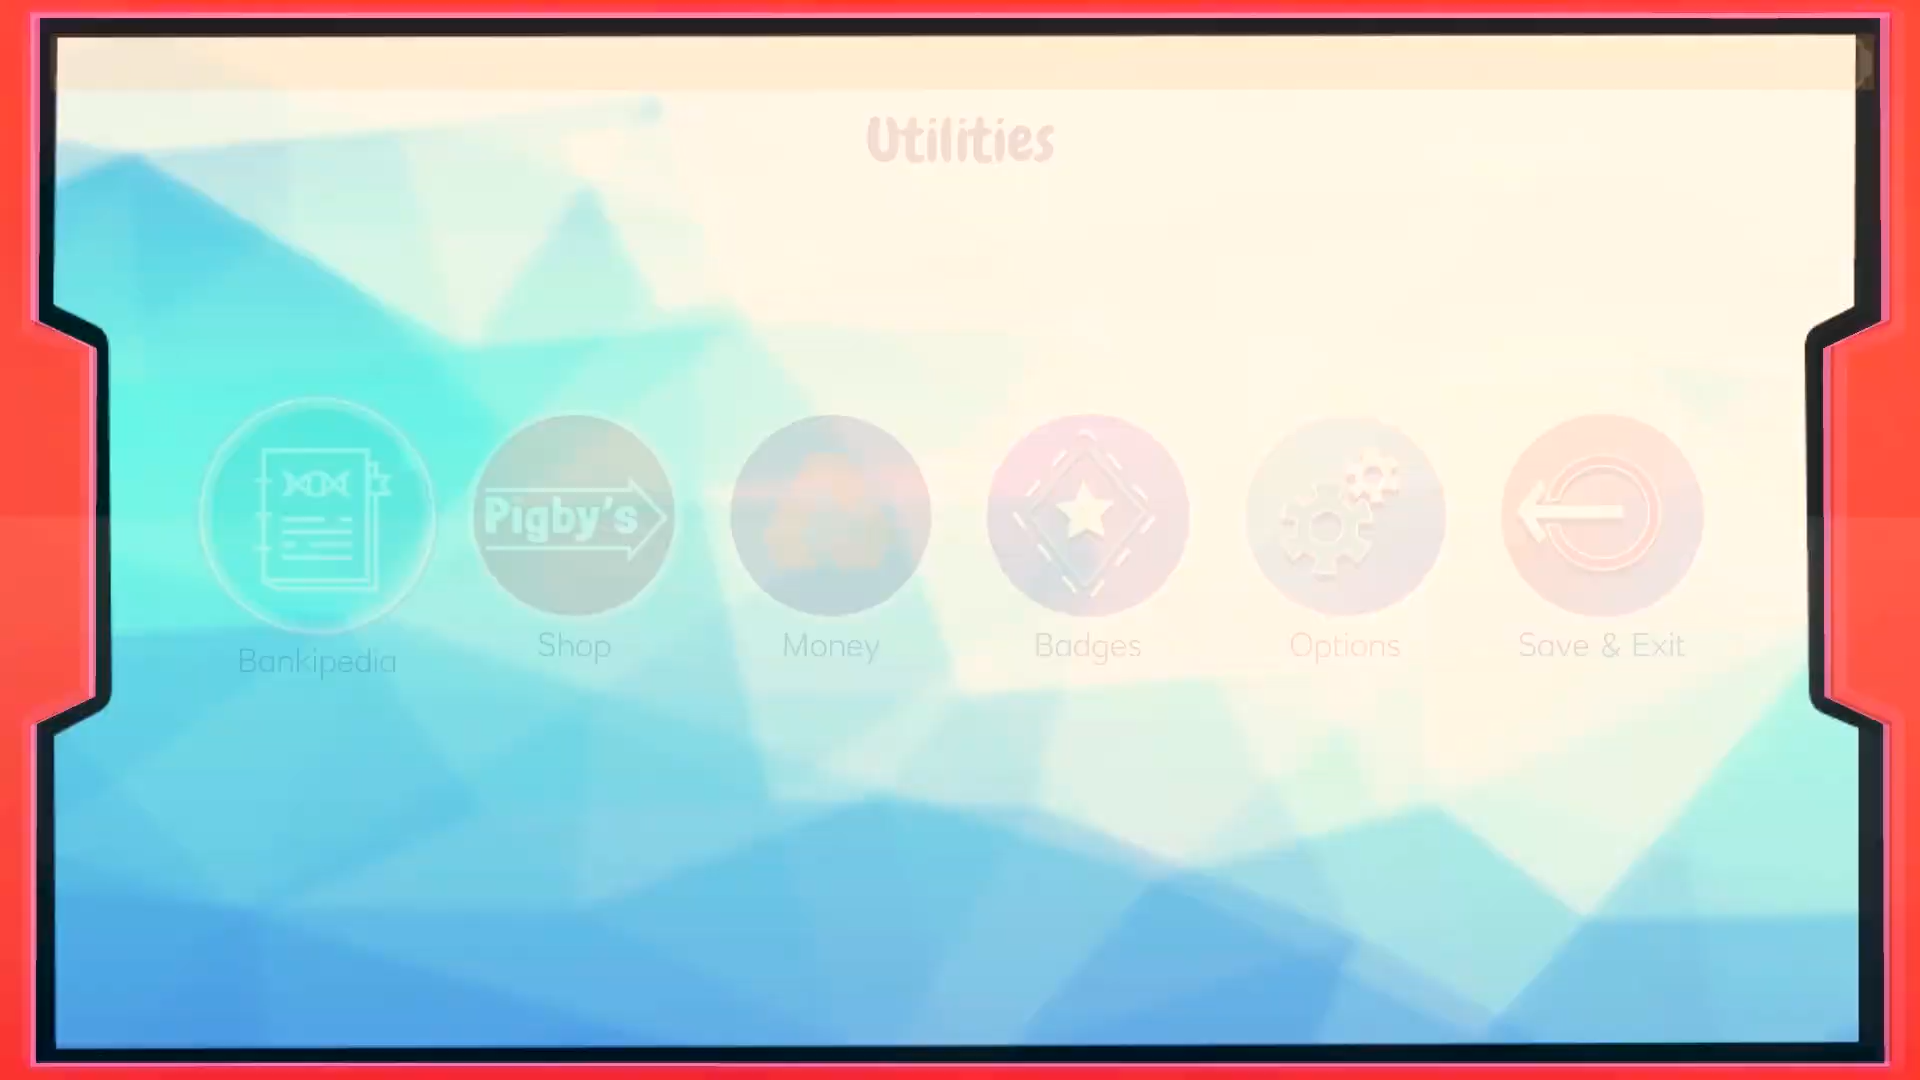 Utilities
Pigby's
Bankipedia
Shop
Money
Badges
Options
Save & Exit